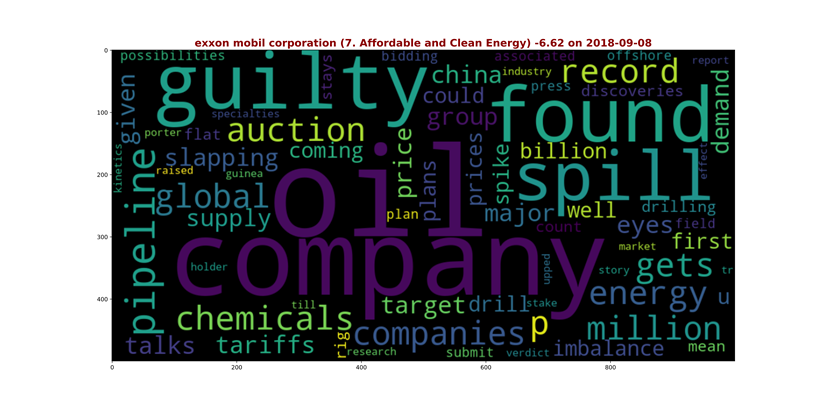 exxon mobil corporation (7. Affordable and Clean Energy) -6.62 on 2018-09-08
0
possibilities
stays
bidding
associated
offshore
report
guilty
china
industry
record
given
could
press
discoveries
demand
specialties
100
porter
flat
auction
group
found
slapping
coming
price
prices
spike
billion
effect
kinetics
raised
guinea
plans
spill
200
pipeline
global
oil
supply
plan
major
well
drilling
count
eyes
field
300
company
market
first
holder
upped
story
gets
tr
energy
u
400
till
chemicals
target
drill
stake
p
million
companies
talks
tariffs
rig
research
submit
verdict
imbalance
mean
0
200
400
600
800